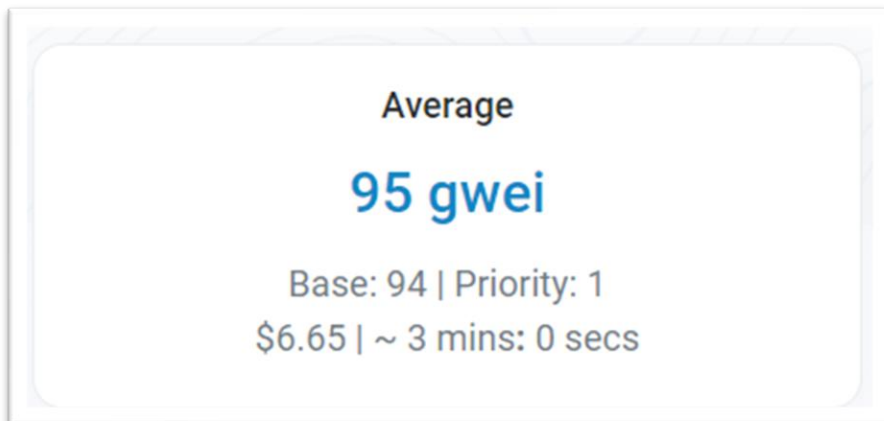 Average
95 gwei
Base: 94 | Priority: 1
$6.65 | ~ 3 mins: 0 secs